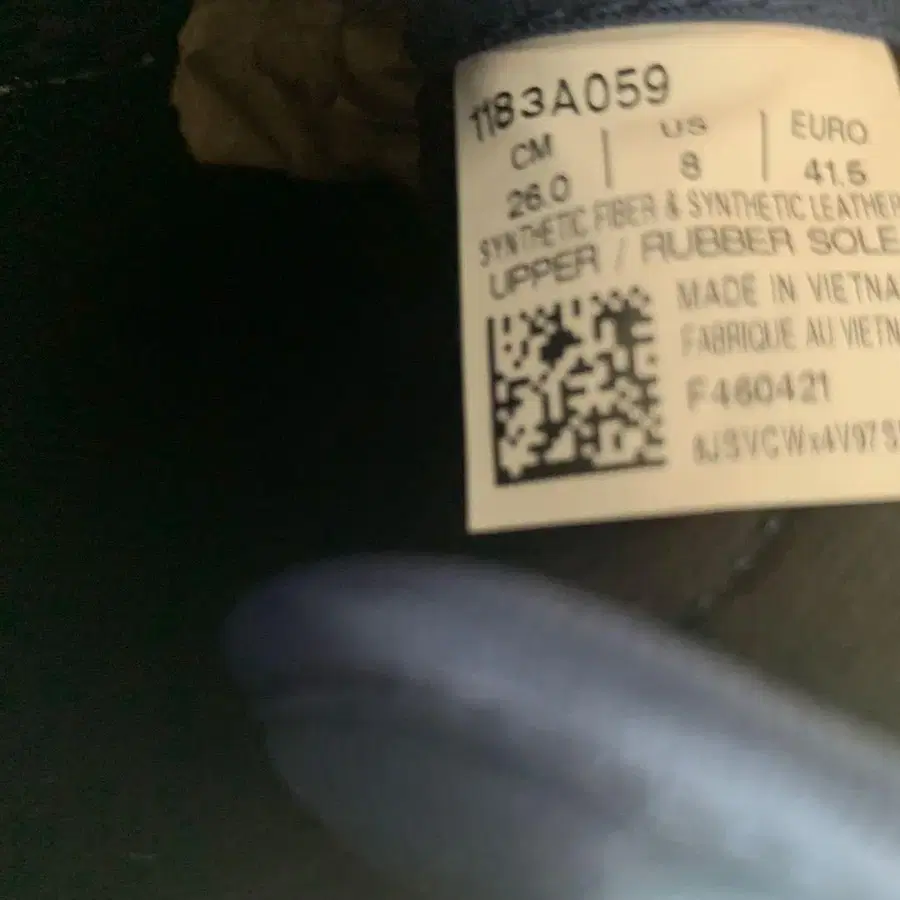 1183A059
CM | US | EURO
26.0 | 8 | 41.5
SYNTHETIC FIBER & SYNTHETIC LEATHER
UPPER / RUBBER SOLE
MADE IN VIETNA
FABRIQUE AU VIETN
F460421